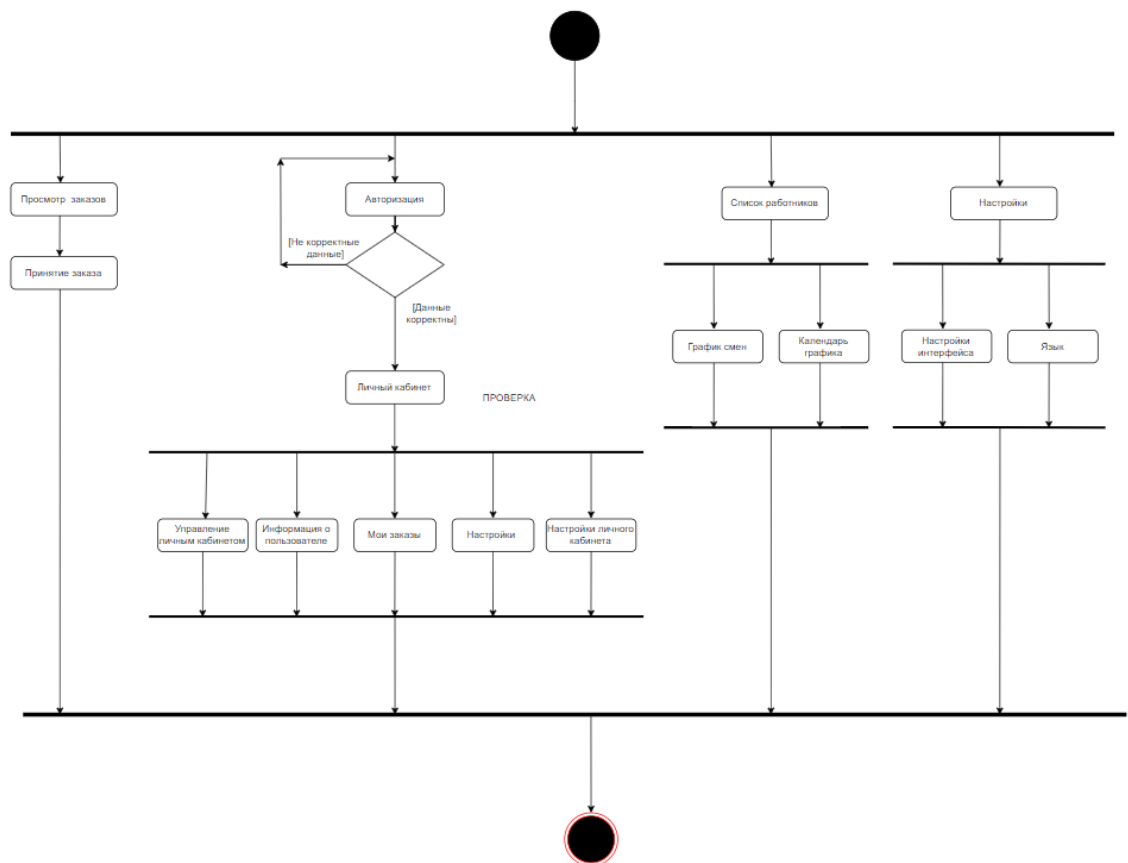 Просмотр заказов
Авторизация
Список работников
Настройки
[Не корректные
данные]
Принятие заказа
[Данные
корректны]
График смен
Календарь
графика
Настройки
интерфейса
Язык
Личный кабинет
ПРОВЕРКА
Управление
личным кабинетом
Информация о
пользователе
Мои заказы
Настройки
Настройки личного
кабинета